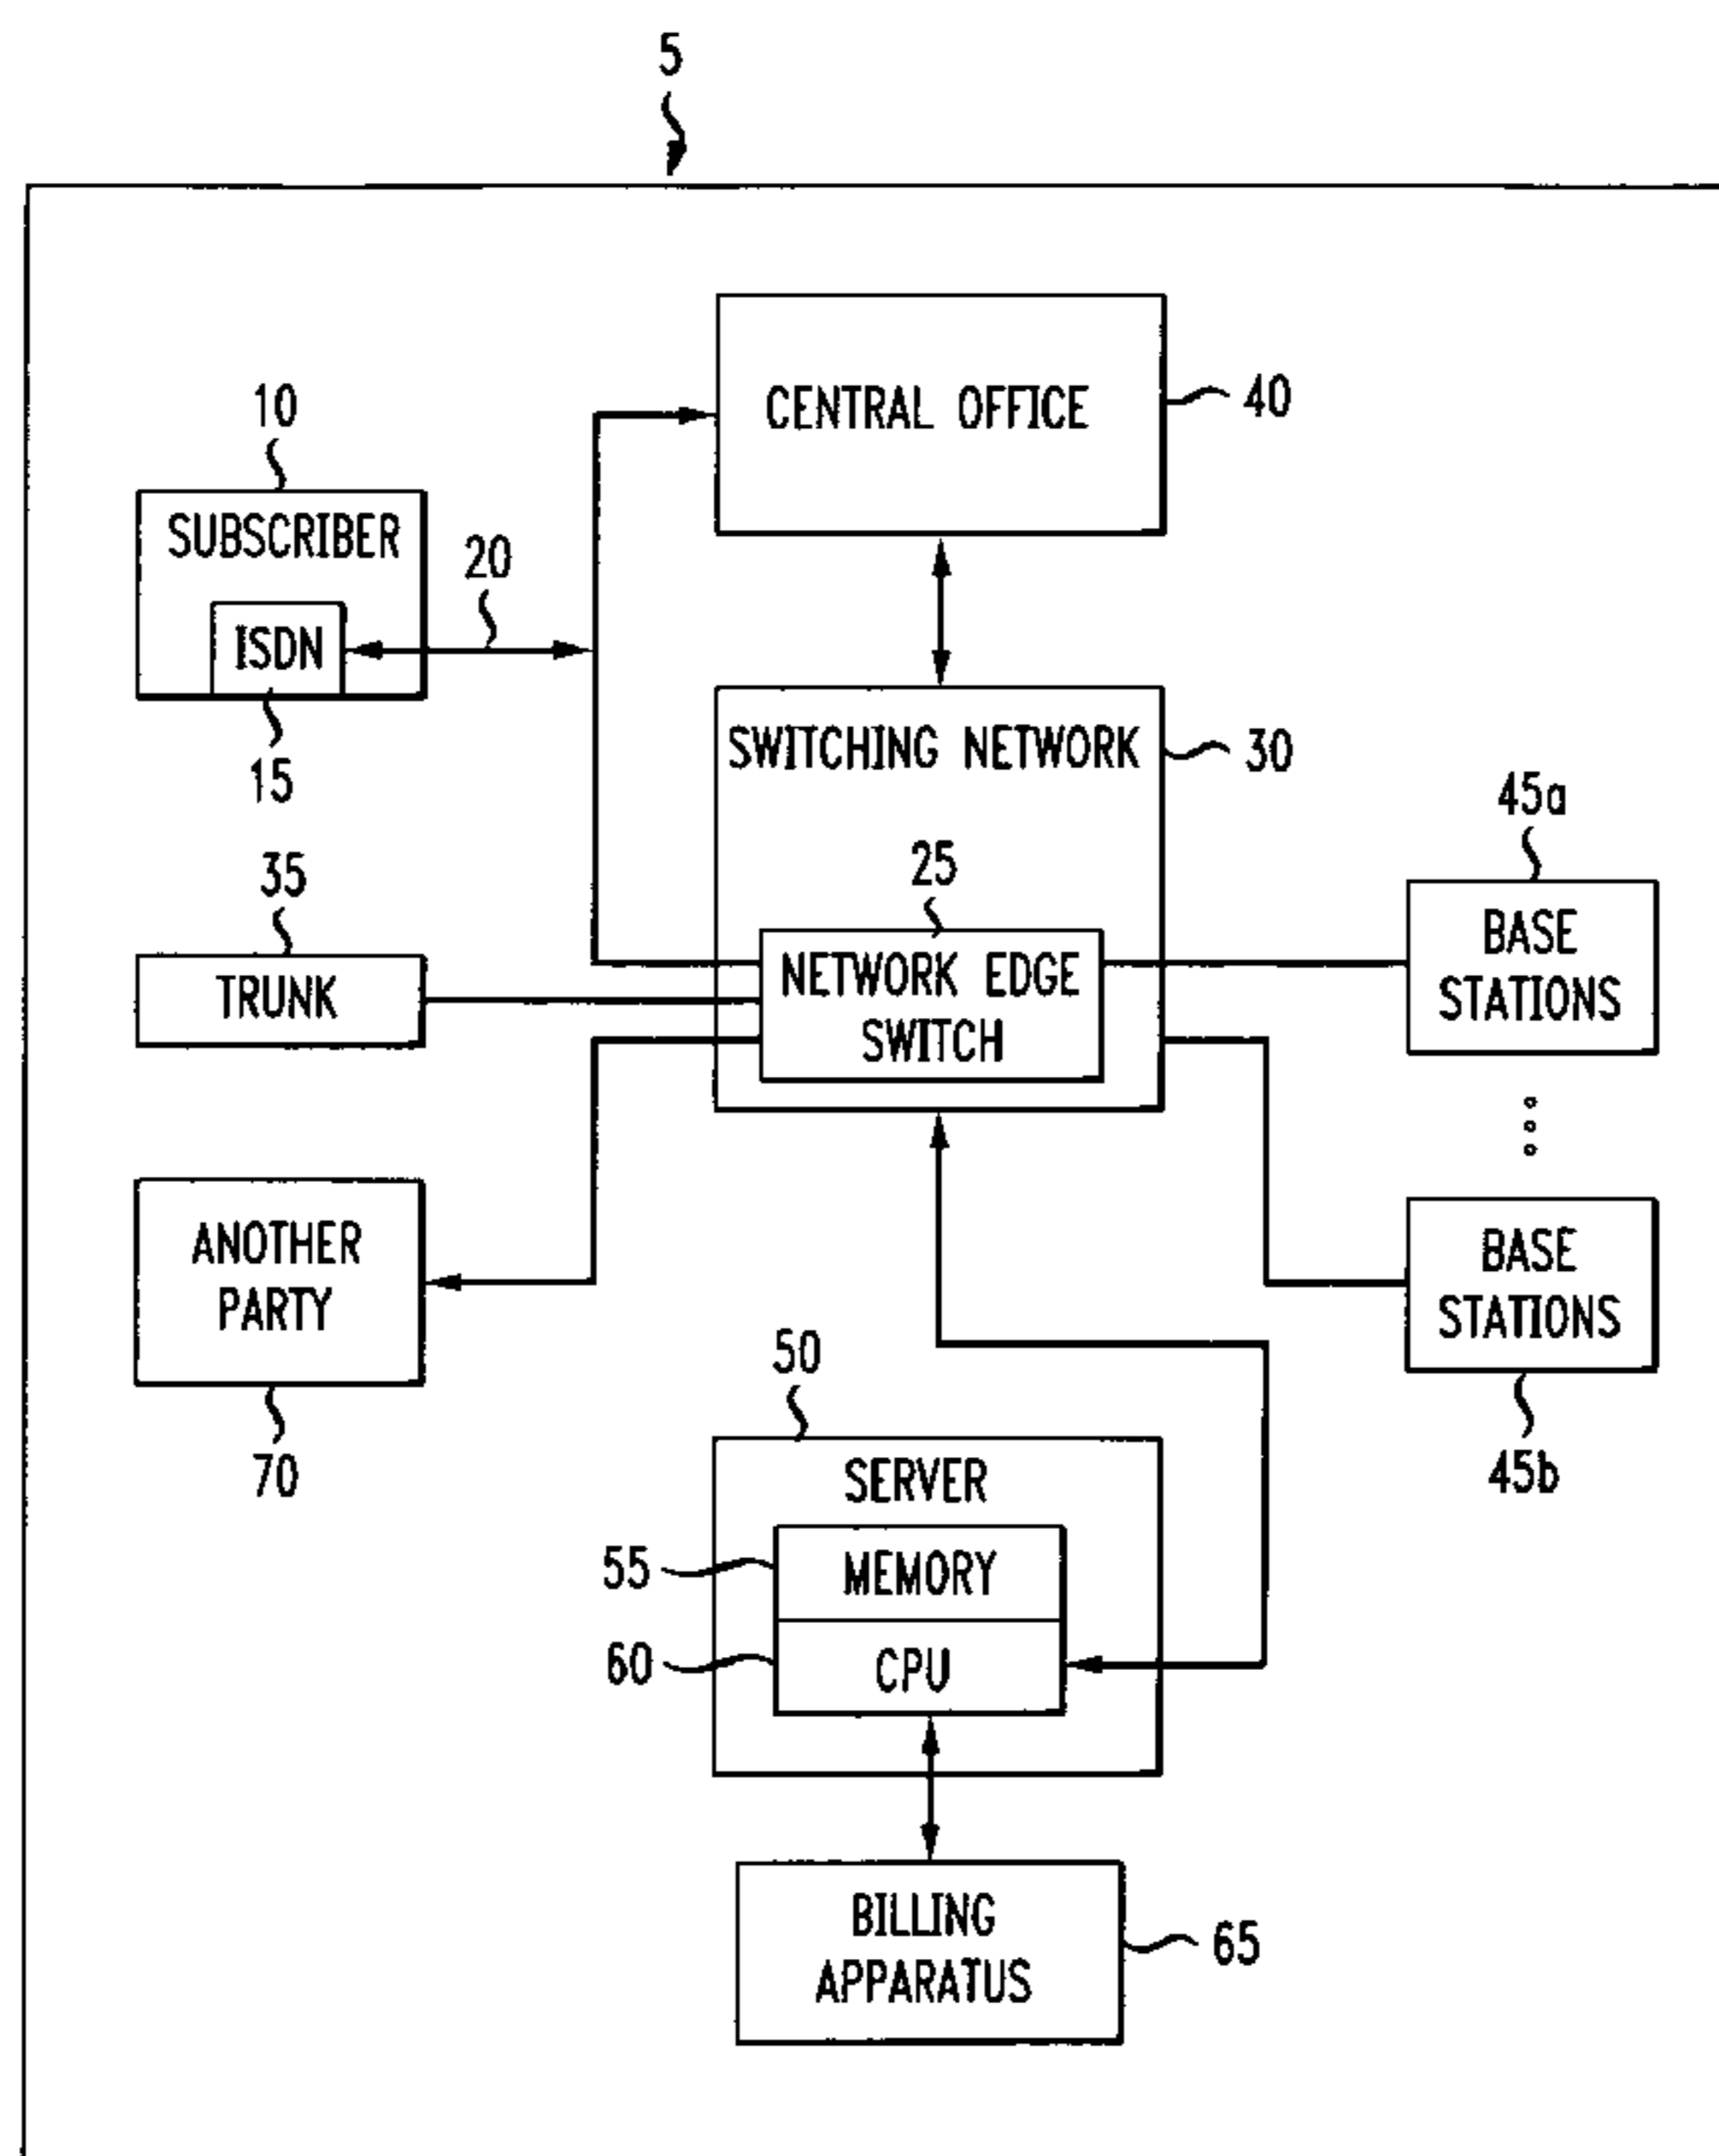 5
CENTRAL OFFICE
40
10
SUBSCRIBER
ISDN
20
15
SWITCHING NETWORK
30
25
NETWORK EDGE
SWITCH
35
TRUNK
45a
BASE
STATIONS
ANOTHER
PARTY
70
BASE
STATIONS
45b
50
SERVER
55
MEMORY
60
CPU
BILLING
APPARATUS
65